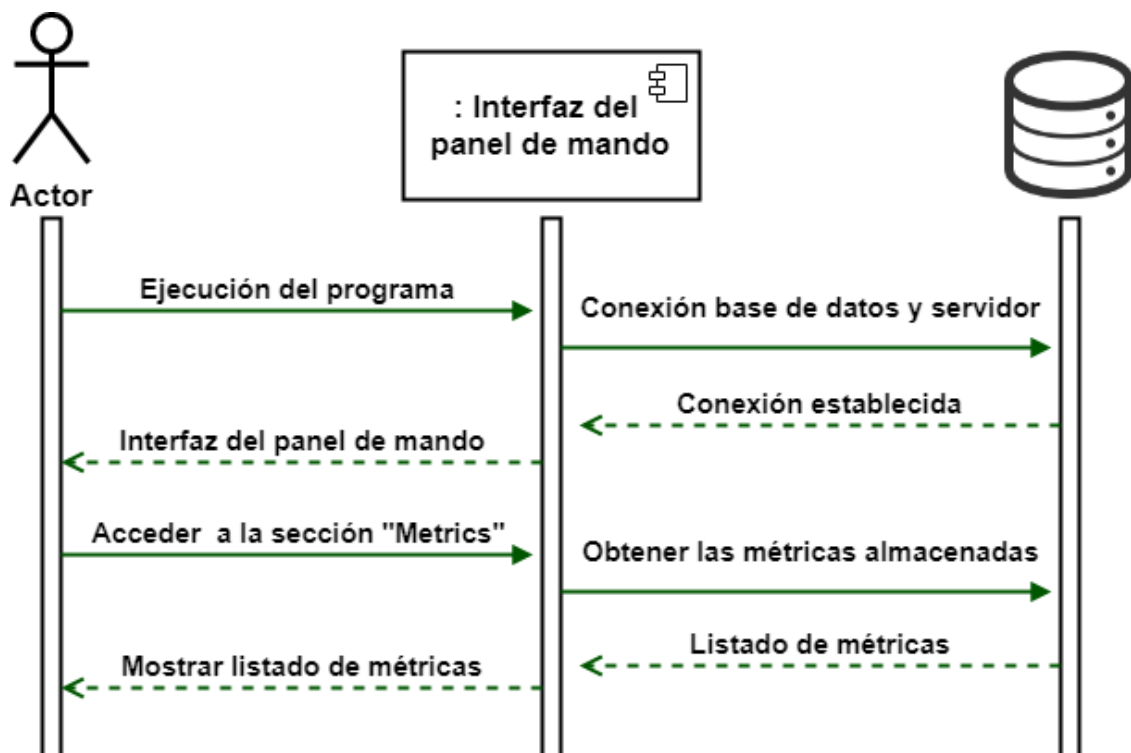 : Interfaz del
panel de mando
Actor
Ejecución del programa
Conexión base de datos y servidor
Conexión establecida
Interfaz del panel de mando
Acceder a la sección "Metrics"
Obtener las métricas almacenadas
Listado de métricas
Mostrar listado de métricas